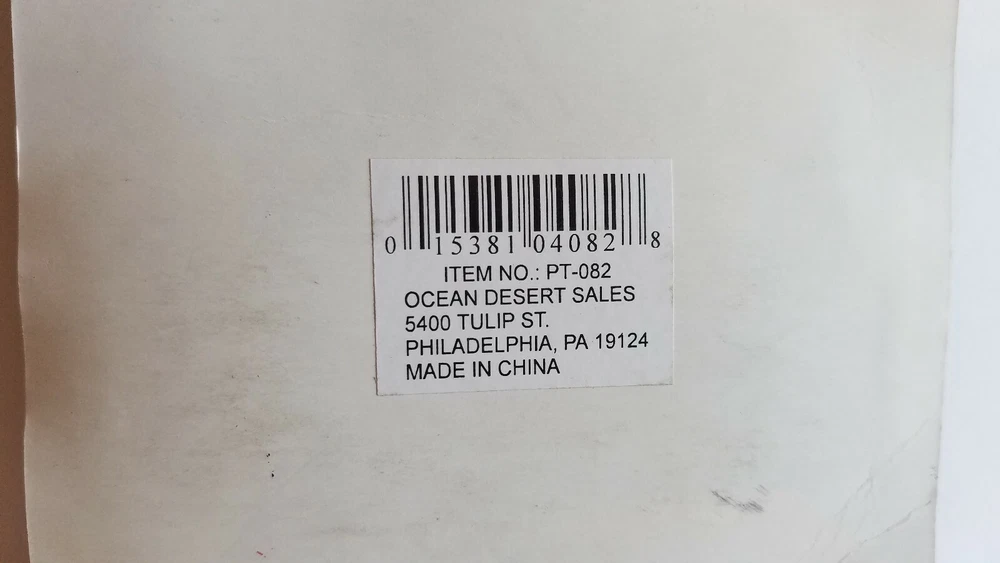 0 15381 04082 8
ITEM NO.: PT-082
OCEAN DESERT SALES
5400 TULIP ST.
PHILADELPHIA, PA 19124
MADE IN CHINA